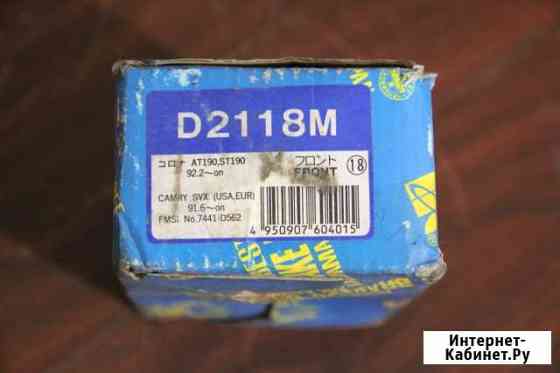 D2118M
コロナ AT190,ST190
92.2～on
フロント
FRONT
18
CAMRY SVX (USA,EUR)
91.6～on
FMSI No.7441-D562
4 950907 604015
Интернет-
Кабинет.Ру